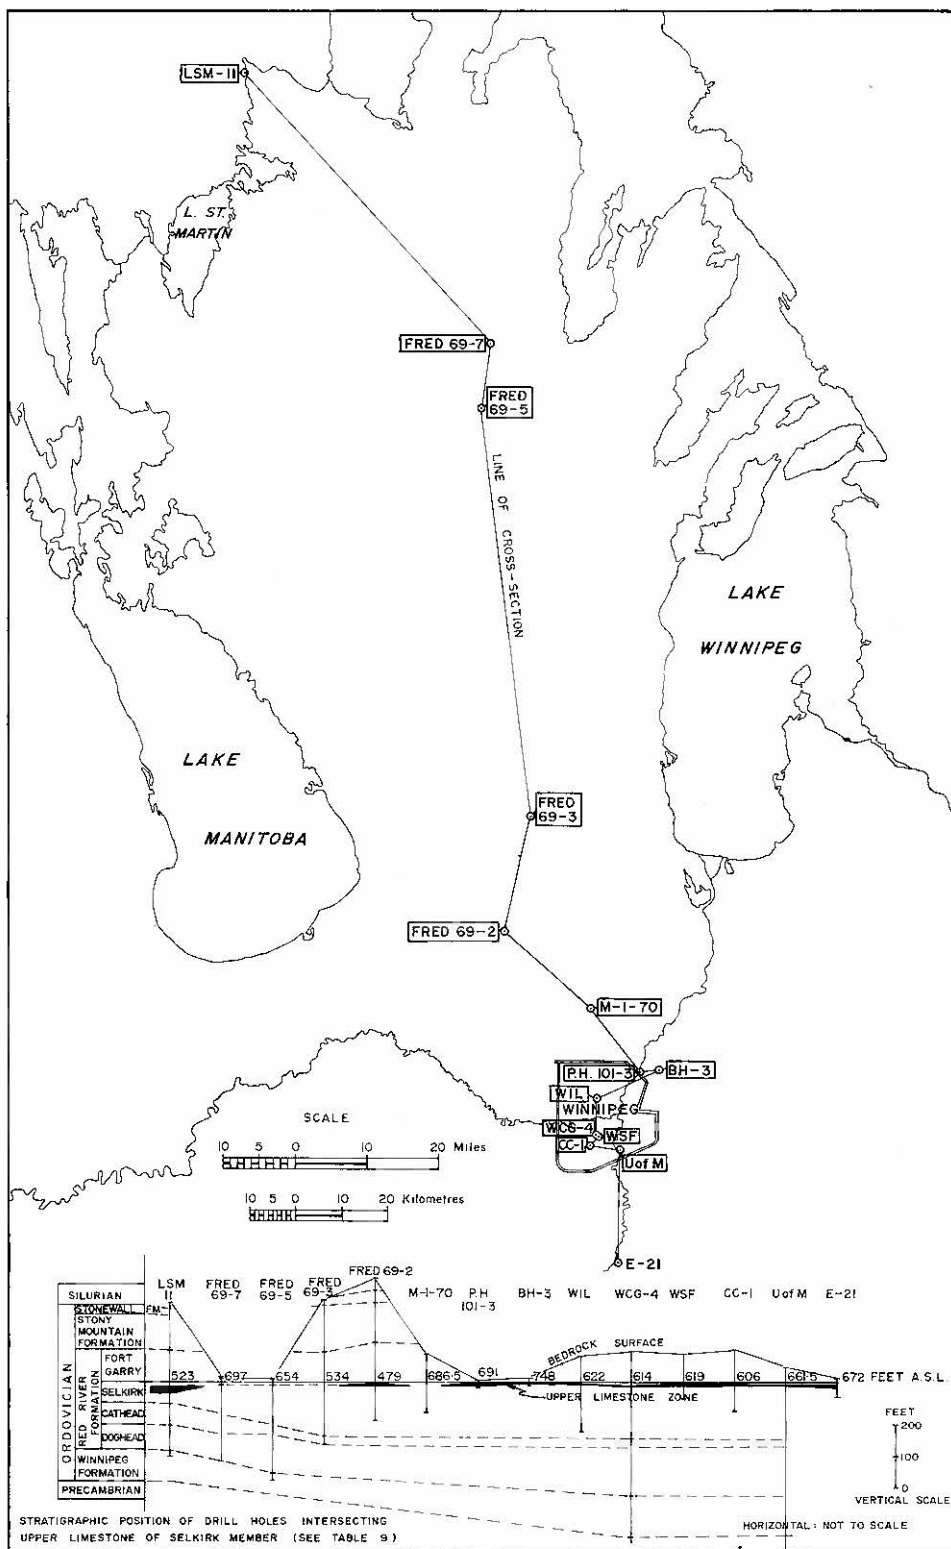 LSM-11
L. ST.
MARTIN
FRED 69-7
FRED
69-5
LINE OF CROSS-SECTION
LAKE
WINNIPEG
LAKE
MANITOBA
FRED
69-3
FRED 69-2
M-1-70
P.H. 101-3
BH-3
WIL
WINNIPEG
WCG-4
WSF
CC-1
U of M
E-21
SCALE
10 5 0 10 20 Miles
10 5 0 10 20 Kilometres
LSM
11
FRED
69-7
FRED
69-5
FRED
69-3
FRED 69-2
M-1-70
P.H
101-3
BH-3
WIL
WCG-4
WSF
CC-1
U of M
E-21
SILURIAN
STONEWALL FM
STONY
MOUNTAIN
FORMATION
ORDOVICIAN
RED RIVER
FORMATION
FORT
GARRY
SELKIRK
CATHEAD
DOGHEAD
WINNIPEG
FORMATION
PRECAMBRIAN
BEDROCK SURFACE
523 697 654 534 479 686·5 691 748 622 614 619 606 661·5 672 FEET A.S.L.
UPPER LIMESTONE ZONE
FEET
200
100
0
VERTICAL SCALE
HORIZONTAL: NOT TO SCALE
STRATIGRAPHIC POSITION OF DRILL HOLES INTERSECTING
UPPER LIMESTONE OF SELKIRK MEMBER (SEE TABLE 9)